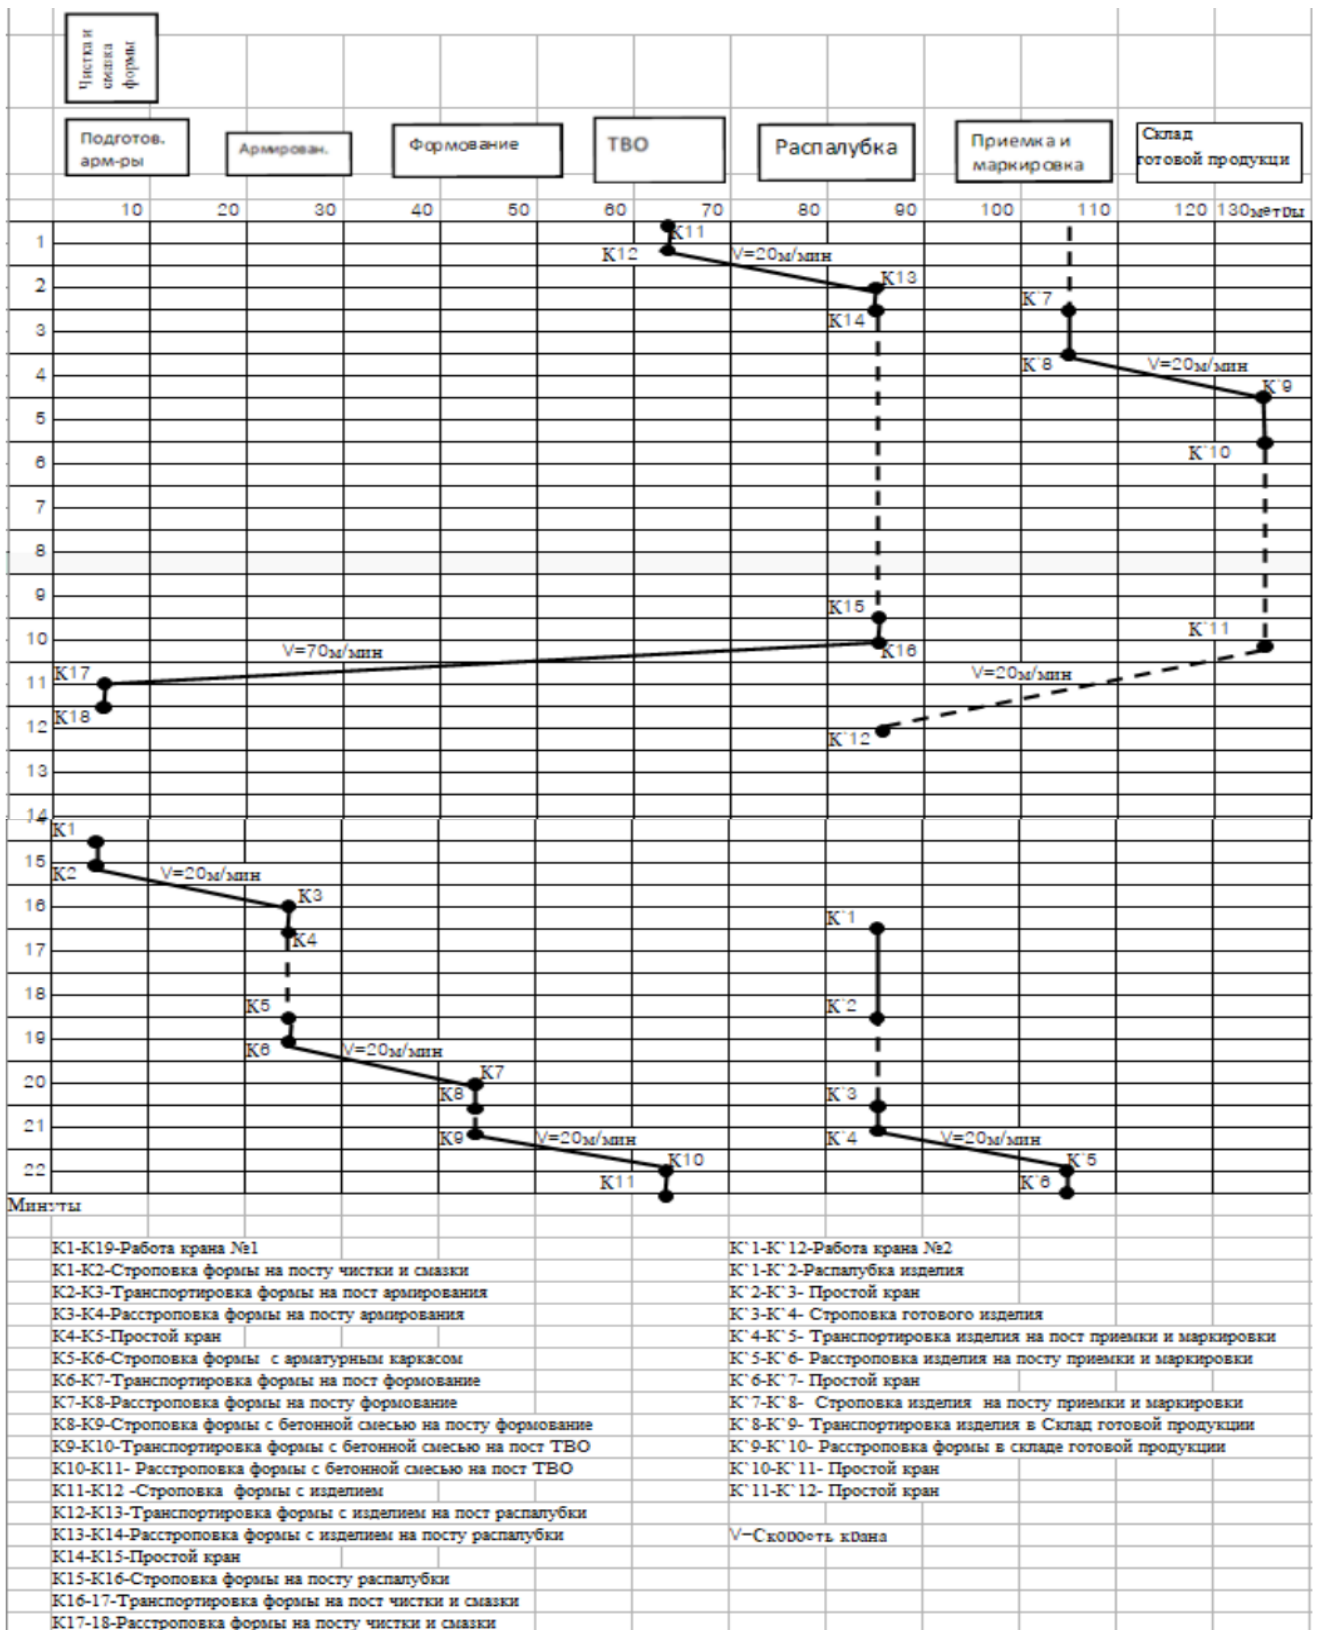 Чистка и
смазка
формы
Подготов.
арм-ры
Армирован.
Формование
ТВО
Распалубка
Приемка и
маркировка
Склад
готовой продукци
10 20 30 40 50 60 70 80 90 100 110 120 130метры
К11
1
К12 V=20м/мин
К13
2
К`7
К14
3
К`8 V=20м/мин
4
К`9
5
К`10
6
7
8
9
К15
К`11
10
V=70м/мин К16
К17 V=20м/мин
11
К18
12
К`12
13
14
К1
15
К2 V=20м/мин
К3
16
К`1
К4
17
18
К5 К`2
19
К6 V=20м/мин
К7
20
К8 К`3
21
К9 V=20м/мин К`4 V=20м/мин
К10 К`5
22
К11 К`6
Минуты
К1-К19-Работа крана №1
К1-К2-Строповка формы на посту чистки и смазки
К2-К3-Транспортировка формы на пост армирования
К3-К4-Расстроповка формы на посту армирования
К4-К5-Простой кран
К5-К6-Строповка формы с арматурным каркасом
К6-К7-Транспортировка формы на пост формование
К7-К8-Расстроповка формы на посту формование
К8-К9-Строповка формы с бетонной смесью на посту формование
К9-К10-Транспортировка формы с бетонной смесью на пост ТВО
К10-К11- Расстроповка формы с бетонной смесью на пост ТВО
К11-К12 -Строповка формы с изделием
К12-К13-Транспортировка формы с изделием на пост распалубки
К13-К14-Расстроповка формы с изделием на посту распалубки
К14-К15-Простой кран
К15-К16-Строповка формы на посту распалубки
К16-17-Транспортировка формы на пост чистки и смазки
К17-18-Расстроповка формы на посту чистки и смазки
К`1-К`12-Работа крана №2
К`1-К`2-Распалубка изделия
К`2-К`3- Простой кран
К`3-К`4- Строповка готового изделия
К`4-К`5- Транспортировка изделия на пост приемки и маркировки
К`5-К`6- Расстроповка изделия на посту приемки и маркировки
К`6-К`7- Простой кран
К`7-К`8- Строповка изделия на посту приемки и маркировки
К`8-К`9- Транспортировка изделия в Склад готовой продукции
К`9-К`10- Расстроповка формы в складе готовой продукции
К`10-К`11- Простой кран
К`11-К`12- Простой кран
V-Скорость крана